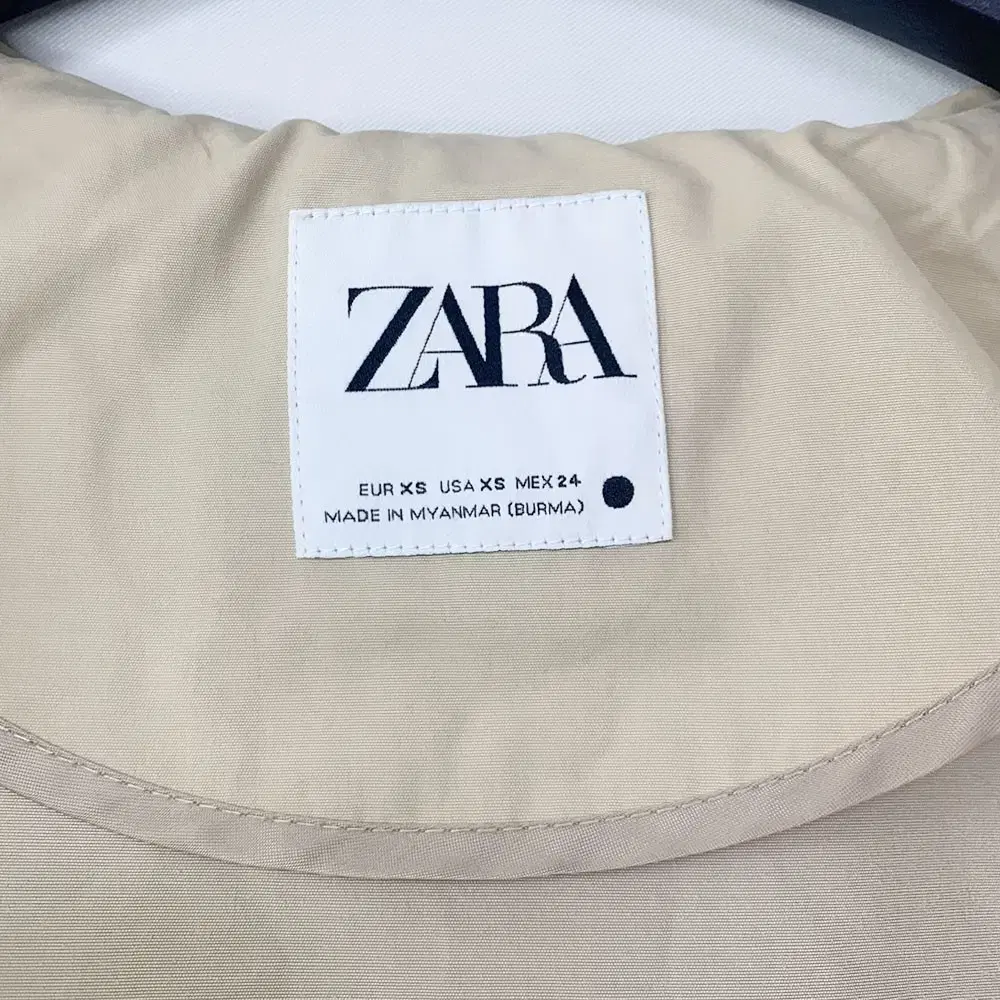 ZARA
EUR XS USA XS MEX 24
MADE IN MYANMAR (BURMA)